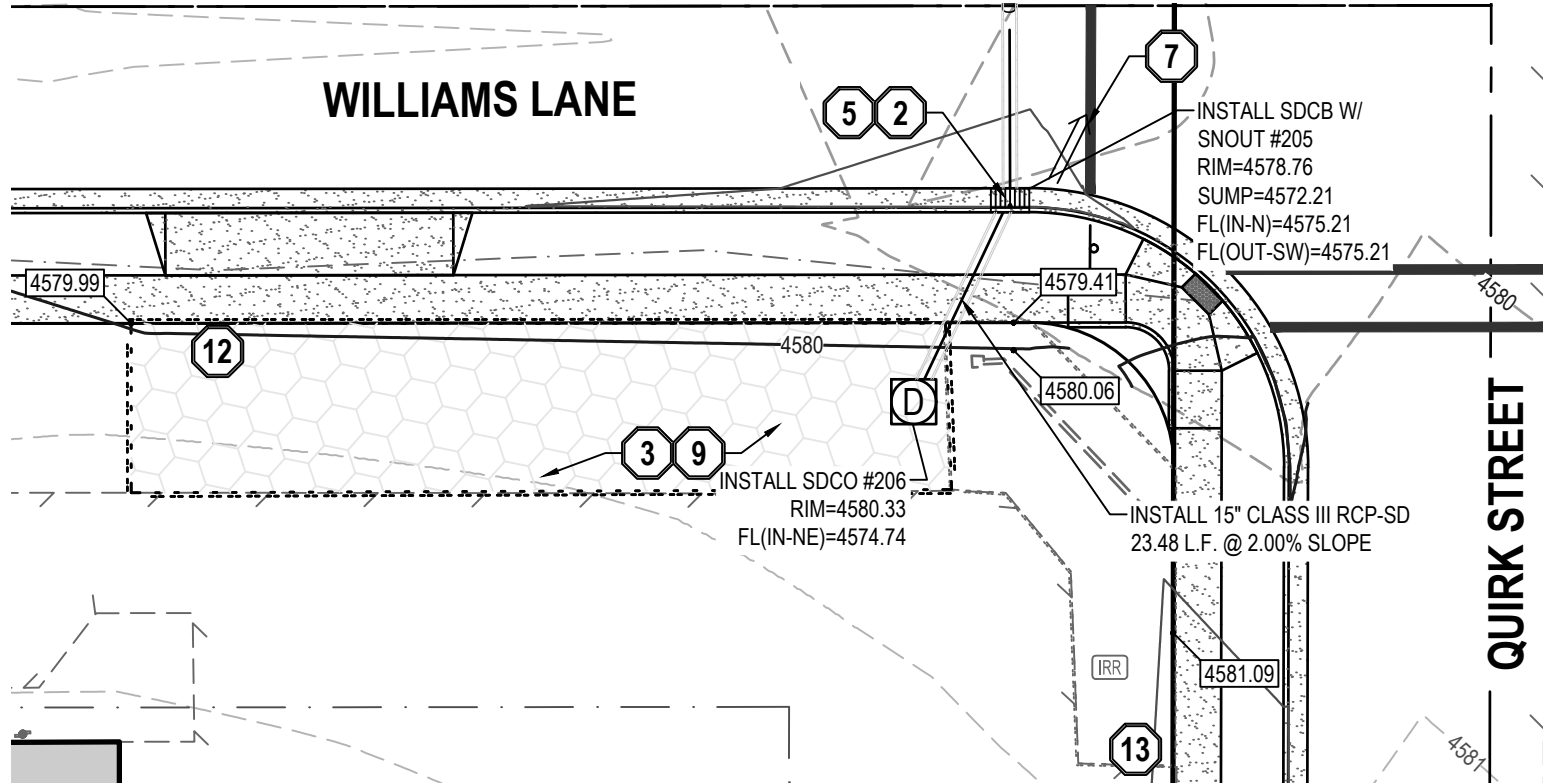 WILLIAMS LANE
5
2
7
INSTALL SDCB W/
SNOUT #205
RIM=4578.76
SUMP=4572.21
FL(IN-N)=4575.21
FL(OUT-SW)=4575.21
4579.99
4579.41
4580
12
4580
4580.06
D
3
9
INSTALL SDCO #206
RIM=4580.33
FL(IN-NE)=4574.74
INSTALL 15" CLASS III RCP-SD
23.48 L.F. @ 2.00% SLOPE
QUIRK STREET
IRR
4581.09
13
4581